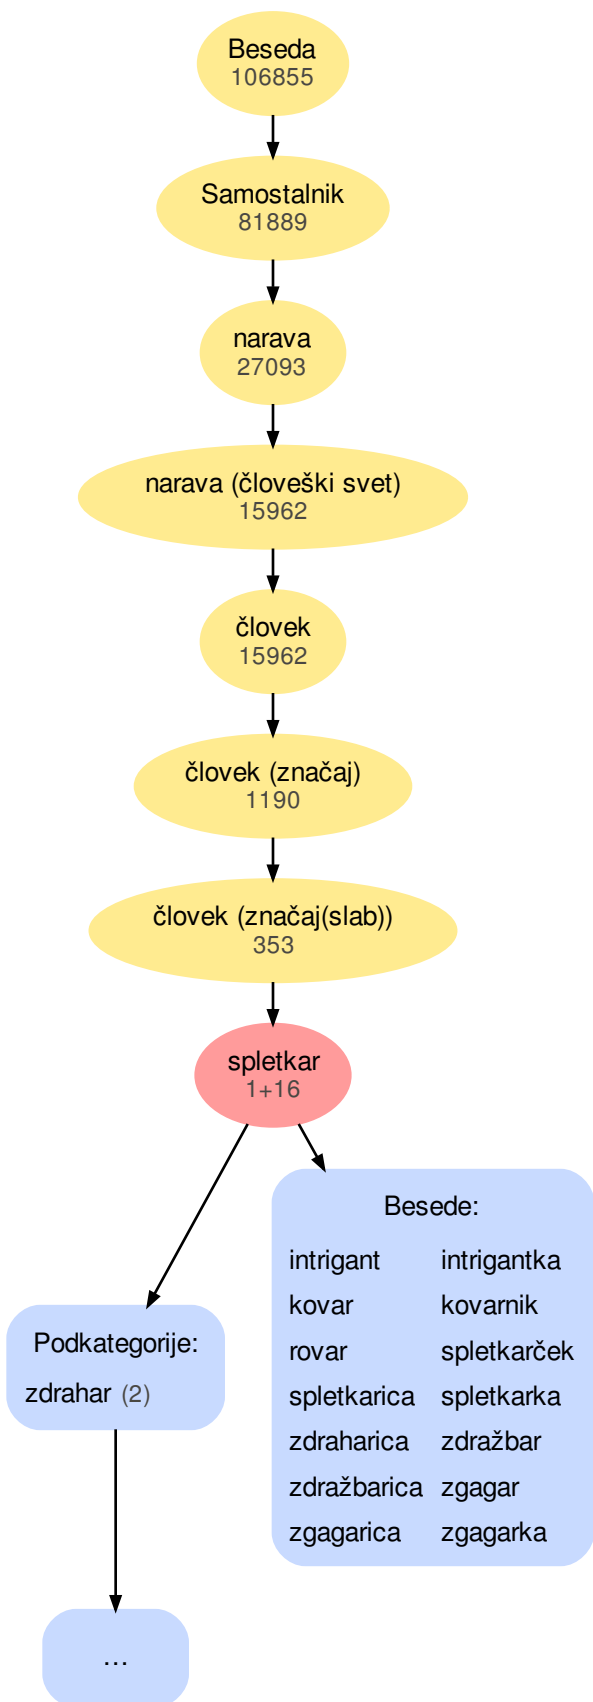 Beseda
106855
Samostalnik
81889
narava
27093
narava (človeški svet)
15962
človek
15962
človek (značaj)
1190
človek (značaj(slab))
353
spletkar
1+16
Besede:
intrigant intrigantka
kovar kovarnik
rovar spletkarček
spletkarica spletkarka
zdraharica zdražbar
zdražbarica zgagar
zgagarica zgagarka
Podkategorije:
zdrahar (2)
...